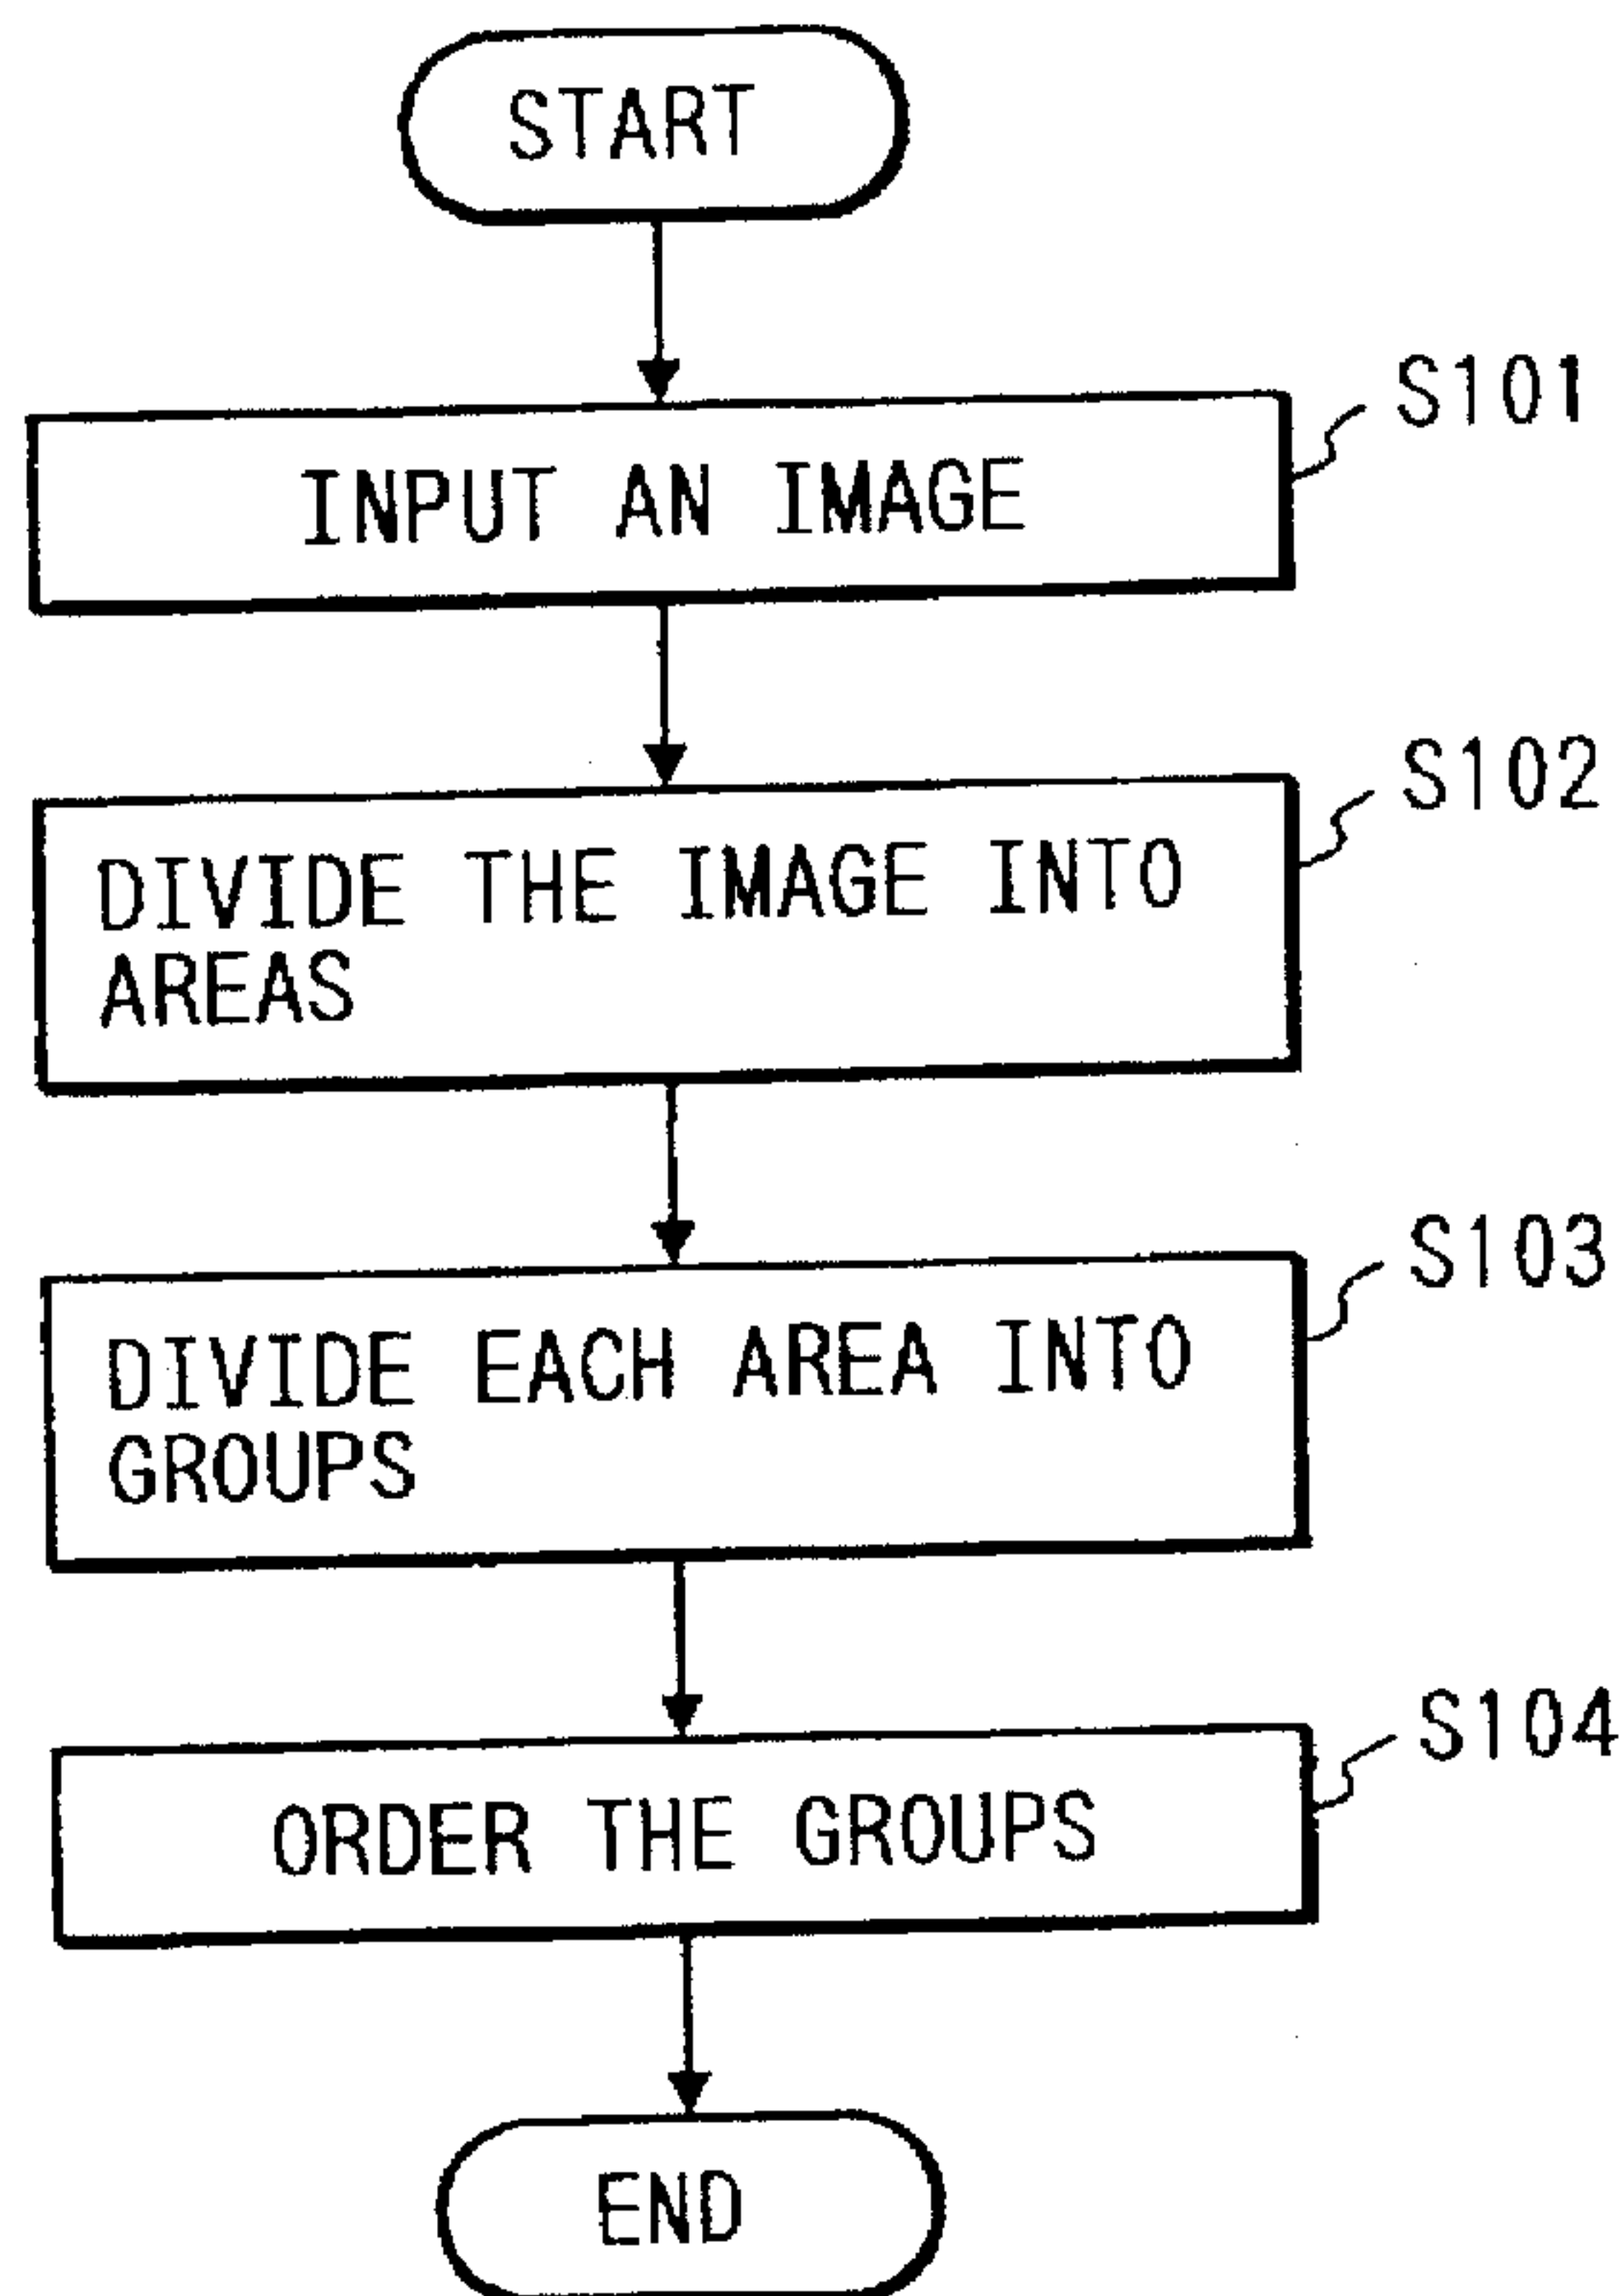 START
S101
INPUT AN IMAGE
S102
DIVIDE THE IMAGE INTO
AREAS
S103
DIVIDE EACH AREA INTO
GROUPS
S104
ORDER THE GROUPS
END